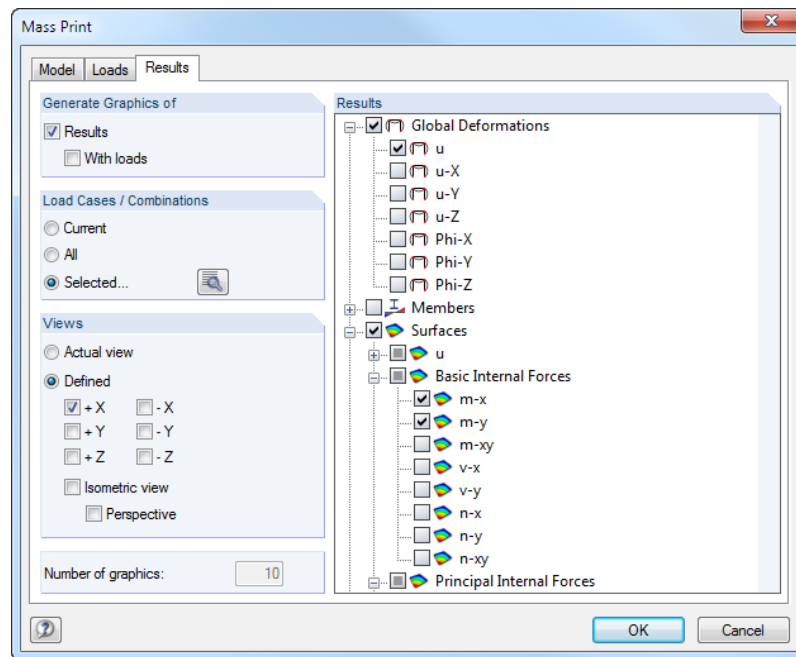 Mass Print
Model Loads Results
Generate Graphics of
Results
With loads
Load Cases / Combinations
Current
All
Selected...
Views
Actual view
Defined
+ X - X
+ Y - Y
+ Z - Z
Isometric view
Perspective
Number of graphics: 10
Results
Global Deformations
u
u-X
u-Y
u-Z
Phi-X
Phi-Y
Phi-Z
Members
Surfaces
u
Basic Internal Forces
m-x
m-y
m-xy
v-x
v-y
n-x
n-y
n-xy
Principal Internal Forces
OK Cancel